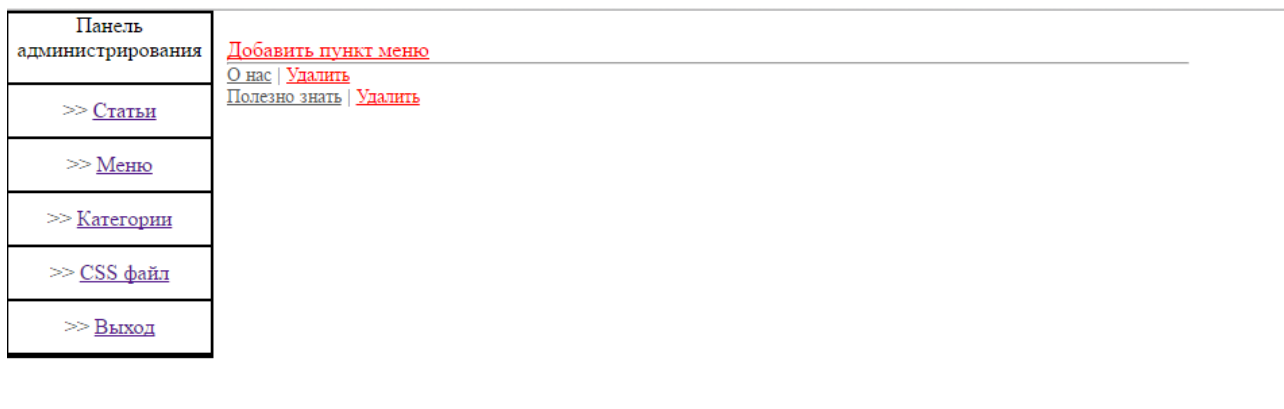 Панель
администрирования
>> Статьи
>> Меню
>> Категории
>> CSS файл
>> Выход
Добавить пункт меню
О нас | Удалить
Полезно знать | Удалить